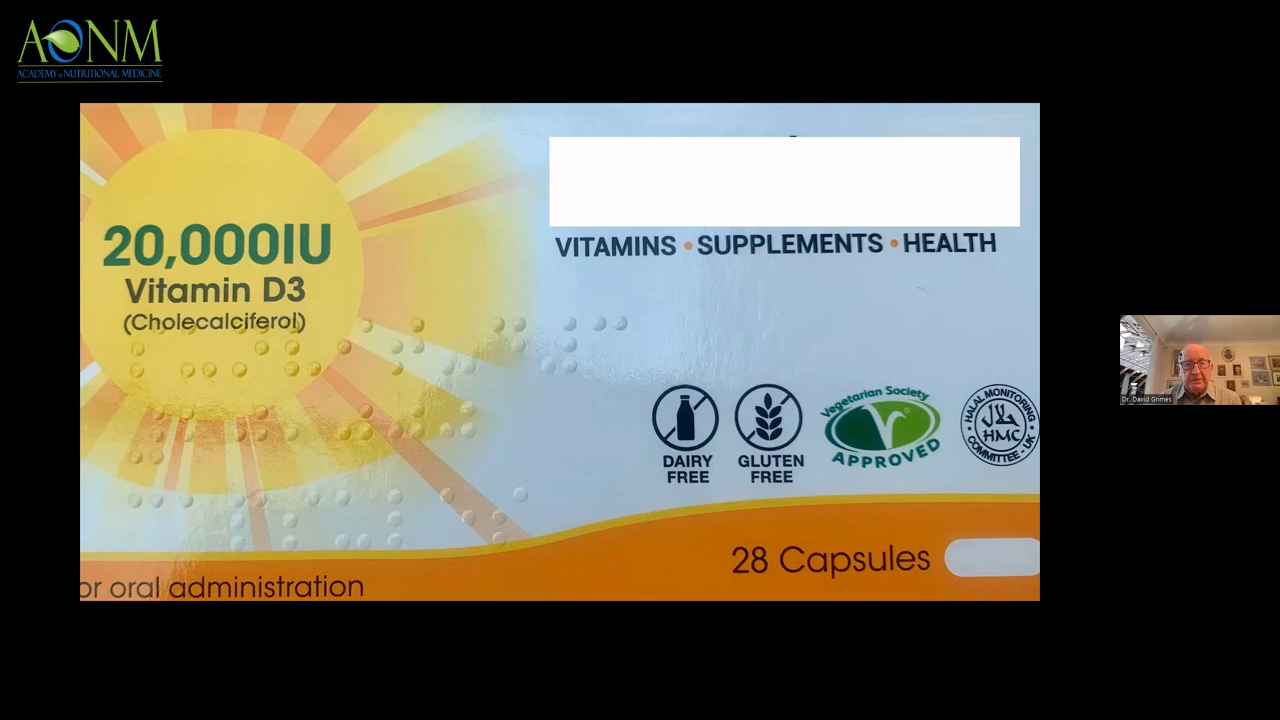 AONM
ACADEMY of NUTRITIONAL MEDICINE
20,000IU
Vitamin D3
(Cholecalciferol)
VITAMINS • SUPPLEMENTS • HEALTH
DAIRY
FREE
GLUTEN
FREE
Vegetarian Society
APPROVED
HALAL MONITORING
حلال
HMC
COMMITTEE - UK
28 Capsules
or oral administration
Dr. David Grimes